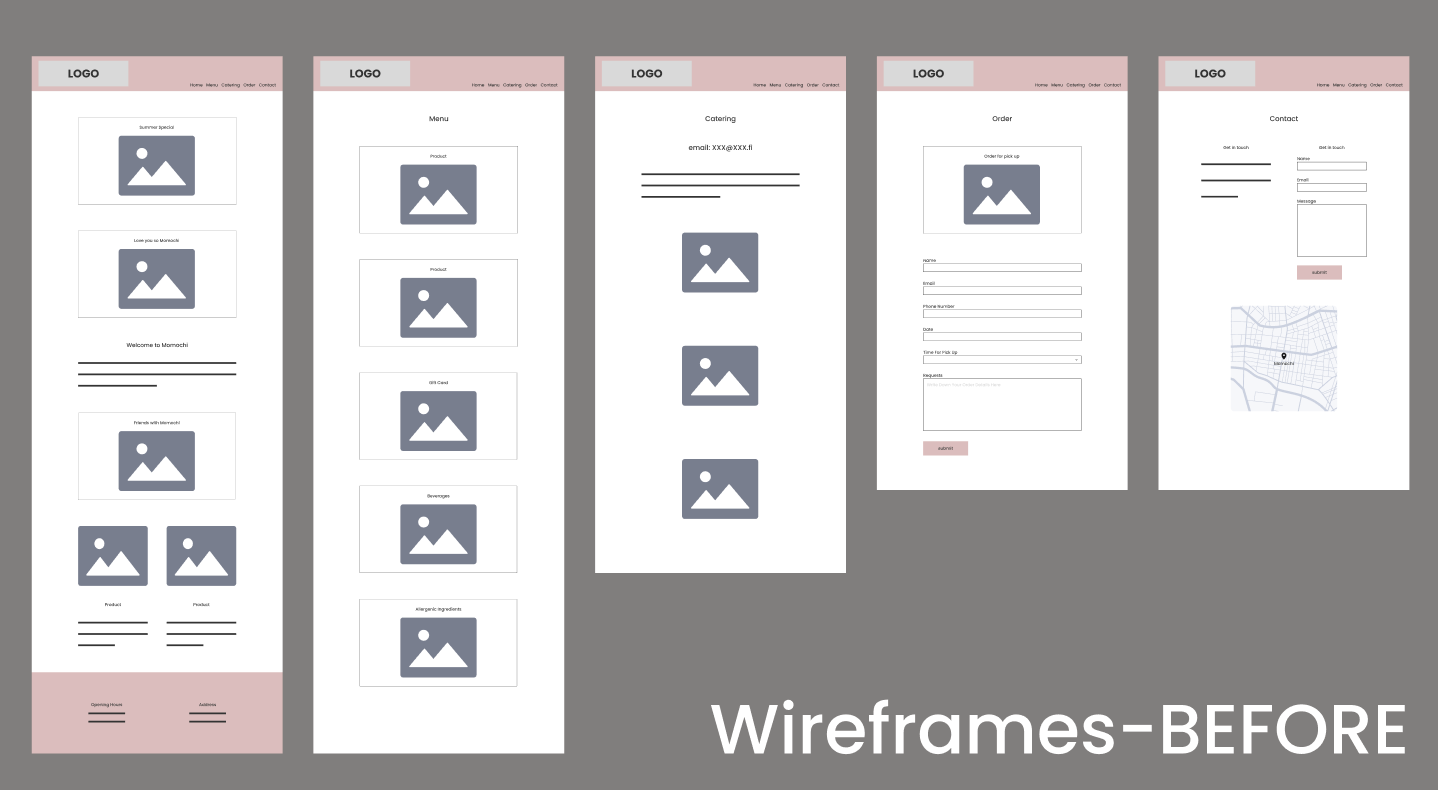 LOGO
Home Menu Catering Order Contact
Summer Special
Love you so Momochi
Welcome to Momochi
Friends with Momochi
Product Product
Opening Hours Address
LOGO
Home Menu Catering Order Contact
Menu
Product
Product
Gift Card
Beverages
Allergenic Ingredients
LOGO
Home Menu Catering Order Contact
Catering
email: XXX@XXX.fi
LOGO
Home Menu Catering Order Contact
Order
Order for pick up
Name
Email
Phone Number
Date
Time For Pick Up
Requests
submit
LOGO
Home Menu Catering Order Contact
Contact
Get in touch Get in touch
Name
Email
Message
submit
Momochi
Wireframes-BEFORE